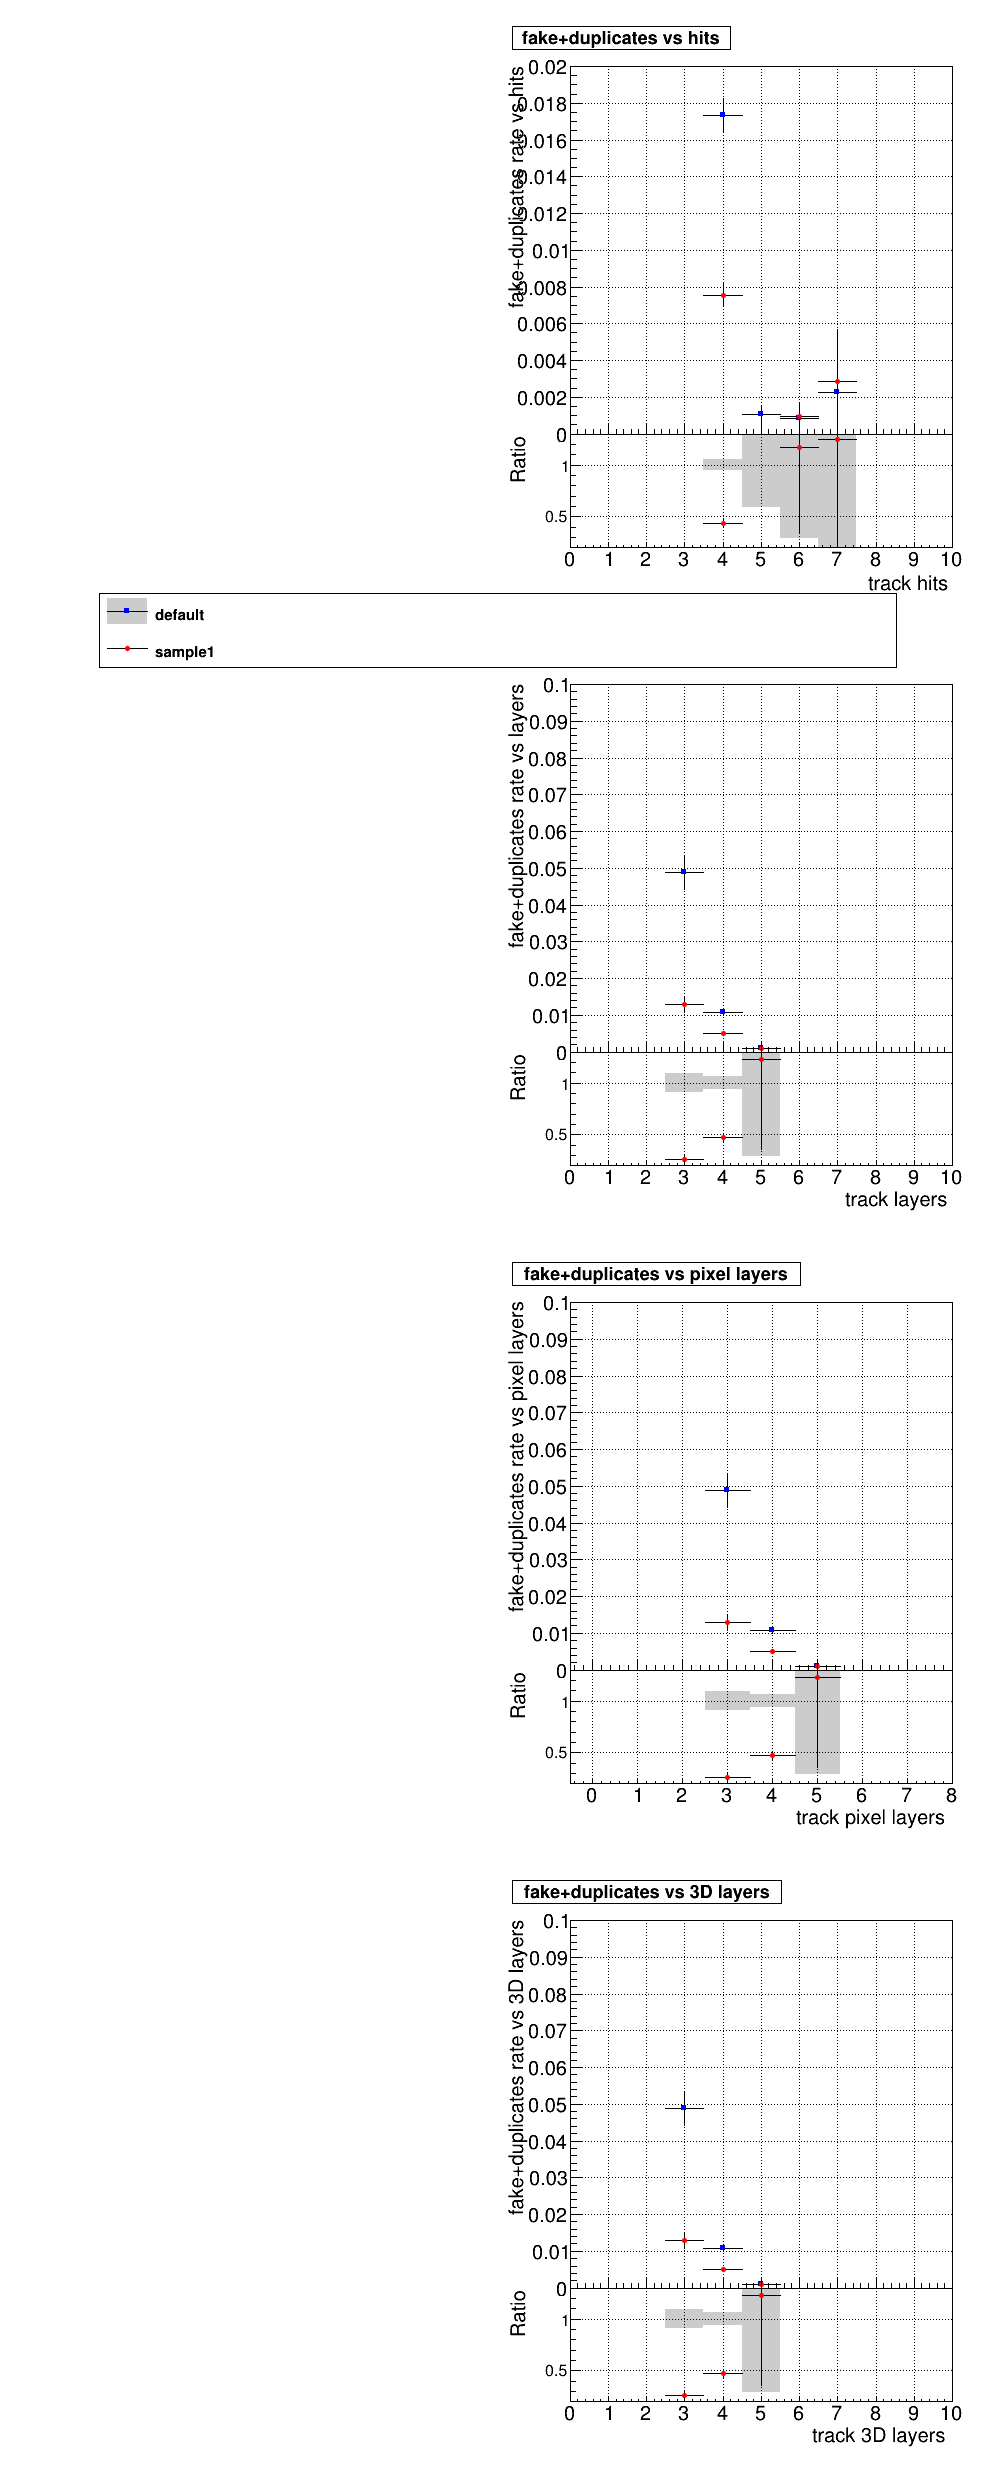 fake+duplicates vs hits
fake+duplicates rate vs hits
0.02
0.018
0.016
0.014
0.012
0.01
0.008
0.006
0.004
0.002
0
Ratio
1
0.5
0 1 2 3 4 5 6 7 8 9 10
track hits
default
sample1
fake+duplicates rate vs layers
0.1
0.09
0.08
0.07
0.06
0.05
0.04
0.03
0.02
0.01
0
Ratio
1
0.5
0 1 2 3 4 5 6 7 8 9 10
track layers
fake+duplicates vs pixel layers
fake+duplicates rate vs pixel layers
0.1
0.09
0.08
0.07
0.06
0.05
0.04
0.03
0.02
0.01
0
Ratio
1
0.5
0 1 2 3 4 5 6 7 8
track pixel layers
fake+duplicates vs 3D layers
fake+duplicates rate vs 3D layers
0.1
0.09
0.08
0.07
0.06
0.05
0.04
0.03
0.02
0.01
0
Ratio
1
0.5
0 1 2 3 4 5 6 7 8 9 10
track 3D layers